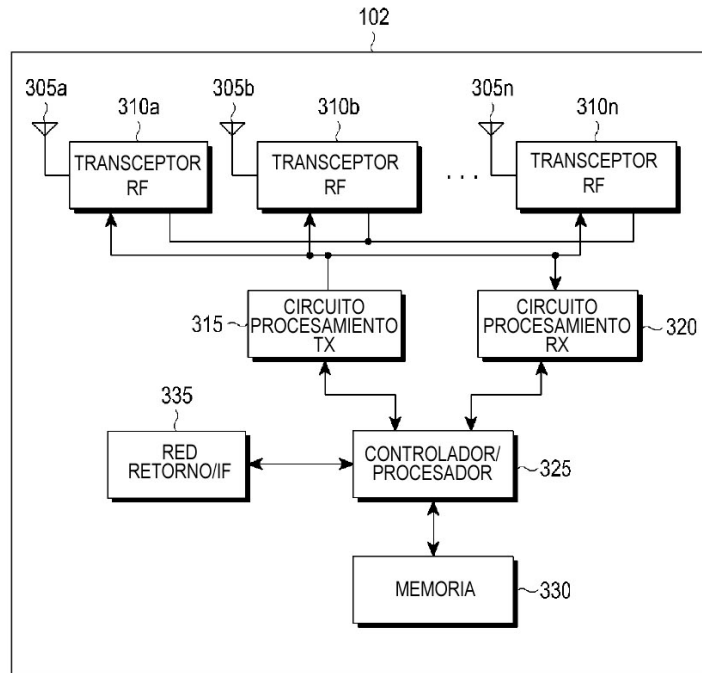 102
305a
310a
305b
310b
305n
310n
TRANSCEPTOR
RF
TRANSCEPTOR
RF
. . .
TRANSCEPTOR
RF
315
CIRCUITO
PROCESAMIENTO
TX
CIRCUITO
PROCESAMIENTO
RX
320
335
RED
RETORNO/IF
CONTROLADOR/
PROCESADOR
325
MEMORIA
330